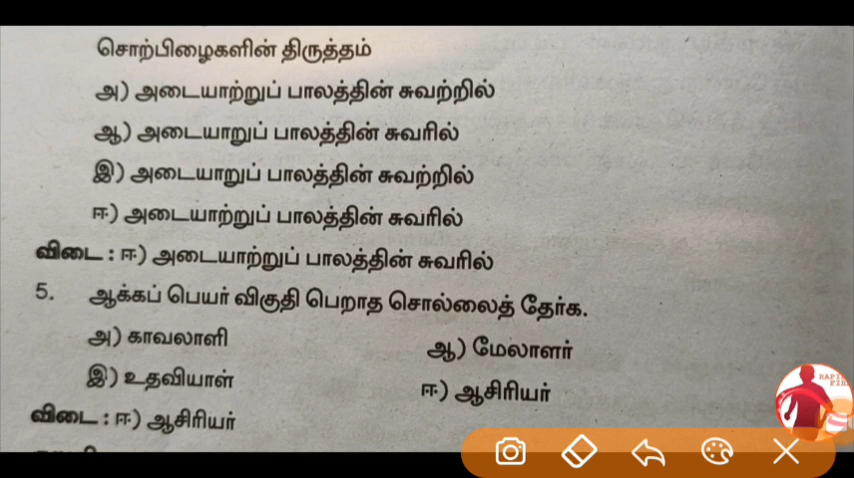 சொற்பிழைகளின் திருத்தம்
அ) அடையாற்றுப் பாலத்தின் சுவற்றில்
ஆ) அடையாறுப் பாலத்தின் சுவரில்
இ) அடையாறுப் பாலத்தின் சுவற்றில்
ஈ) அடையாற்றுப் பாலத்தின் சுவரில்
விடை : ஈ) அடையாற்றுப் பாலத்தின் சுவரில்
5. ஆக்கப் பெயர் விகுதி பெறாத சொல்லைத் தேர்க.
அ) காவலாளி ஆ) மேலாளர்
இ) உதவியாள் ஈ) ஆசிரியர்
விடை : ஈ) ஆசிரியர்